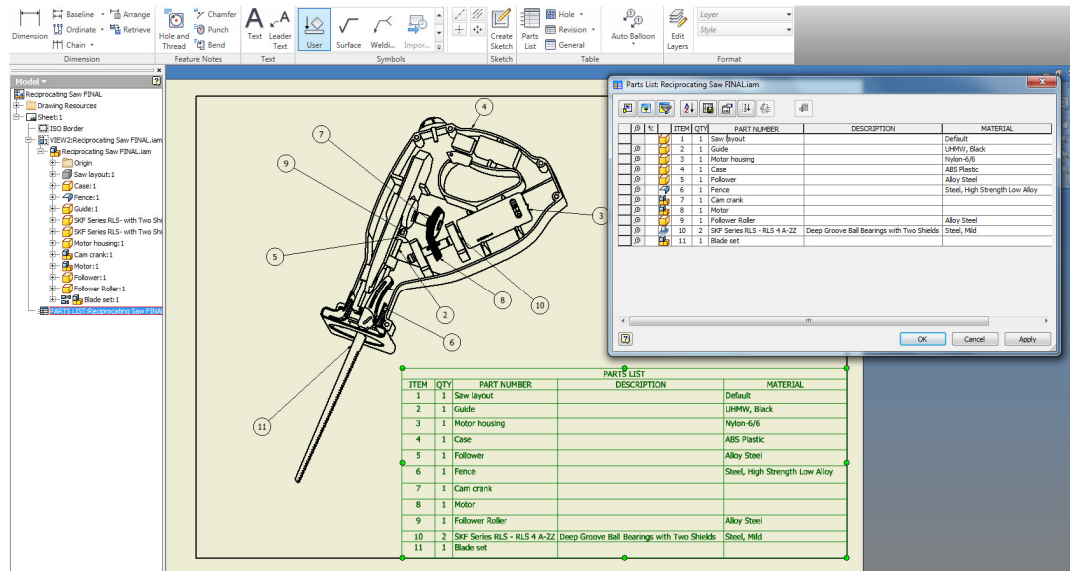 Baseline Arrange
Ordinate Retrieve
Chain
Dimension
Dimension
Hole and Thread
Chamfer
Punch
Bend
Feature Notes
Text
Leader Text
Text
User
Surface
Weldi...
Impor...
Symbols
Create Sketch
Sketch
Parts List
Hole
Revision
General
Table
Auto Balloon
Edit Layers
Layer
Style
Format
Model
Reciprocating Saw FINAL
Drawing Resources
Sheet:1
ISO Border
VIEW2:Reciprocating Saw FINAL.iam
Reciprocating Saw FINAL.iam
Origin
Saw layout:1
Case:1
Fence:1
Guide:1
SKF Series RLS- with Two Shi
SKF Series RLS- with Two Shi
Motor housing:1
Cam crank:1
Motor:1
Follower:1
Follower Roller:1
Blade set:1
PARTS LIST:Reciprocating Saw FINA
4
7
9
3
5
8
10
2
6
11
Parts List: Reciprocating Saw FINAL.iam
ITEM QTY PART NUMBER DESCRIPTION MATERIAL
1 1 Saw layout Default
2 1 Guide UHMW, Black
3 1 Motor housing Nylon-6/6
4 1 Case ABS Plastic
5 1 Follower Alloy Steel
6 1 Fence Steel, High Strength Low Alloy
7 1 Cam crank
8 1 Motor
9 1 Follower Roller Alloy Steel
10 2 SKF Series RLS - RLS 4 A-2Z Deep Groove Ball Bearings with Two Shields Steel, Mild
11 1 Blade set
OK Cancel Apply
PARTS LIST
ITEM QTY PART NUMBER DESCRIPTION MATERIAL
1 1 Saw layout Default
2 1 Guide UHMW, Black
3 1 Motor housing Nylon-6/6
4 1 Case ABS Plastic
5 1 Follower Alloy Steel
6 1 Fence Steel, High Strength Low Alloy
7 1 Cam crank
8 1 Motor
9 1 Follower Roller Alloy Steel
10 2 SKF Series RLS - RLS 4 A-2Z Deep Groove Ball Bearings with Two Shields Steel, Mild
11 1 Blade set